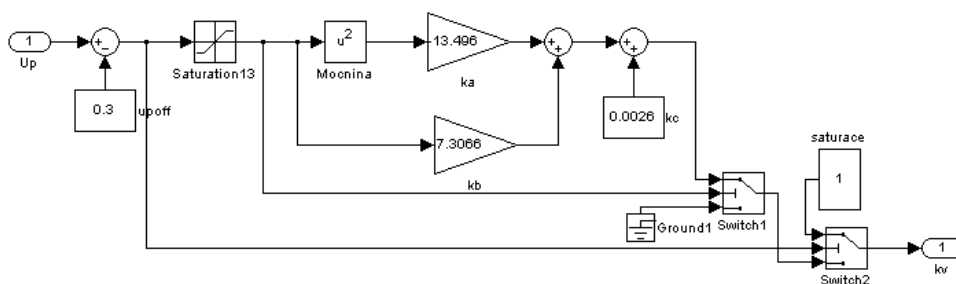 1
Up
+
−
0.3
upoff
Saturation13
u²
Mocnina
-13.496
ka
7.3066
kb
+
+
+
+
0.0026
kc
Ground1
Switch1
saturace
1
Switch2
1
kv